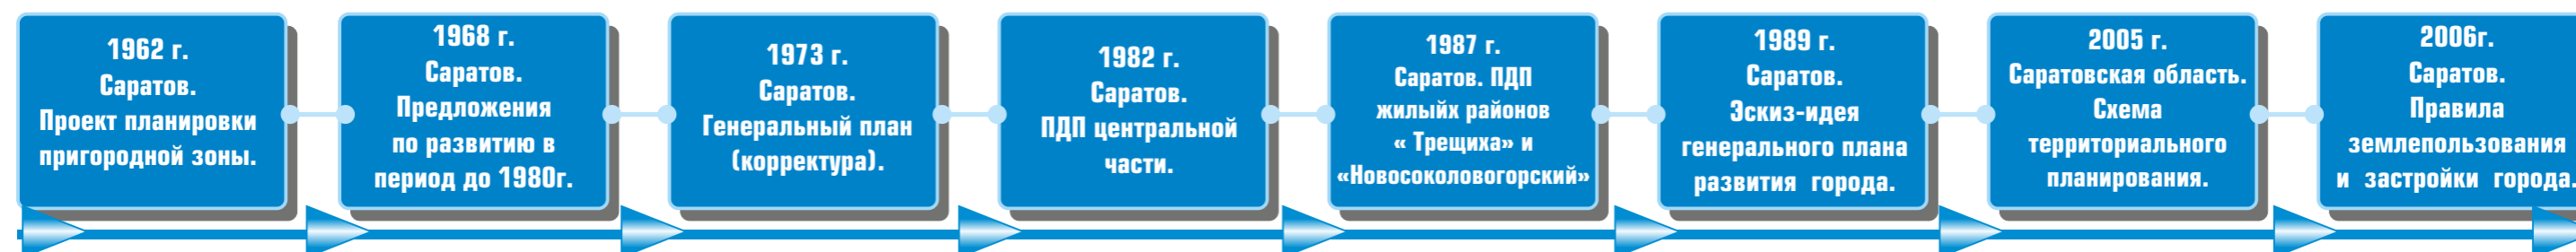 1962 г.
Саратов.
Проект планировки
пригородной зоны.
1968 г.
Саратов.
Предложения
по развитию в
период до 1980г.
1973 г.
Саратов.
Генеральный план
(корректура).
1982 г.
Саратов.
ПДП центральной
части.
1987 г.
Саратов. ПДП
жилыйх районов
« Трещиха» и
«Новосоколовогорский»
1989 г.
Саратов.
Эскиз-идея
генерального плана
развития города.
2005 г.
Саратовская область.
Схема
территориального
планирования.
2006г.
Саратов.
Правила
землепользования
и застройки города.